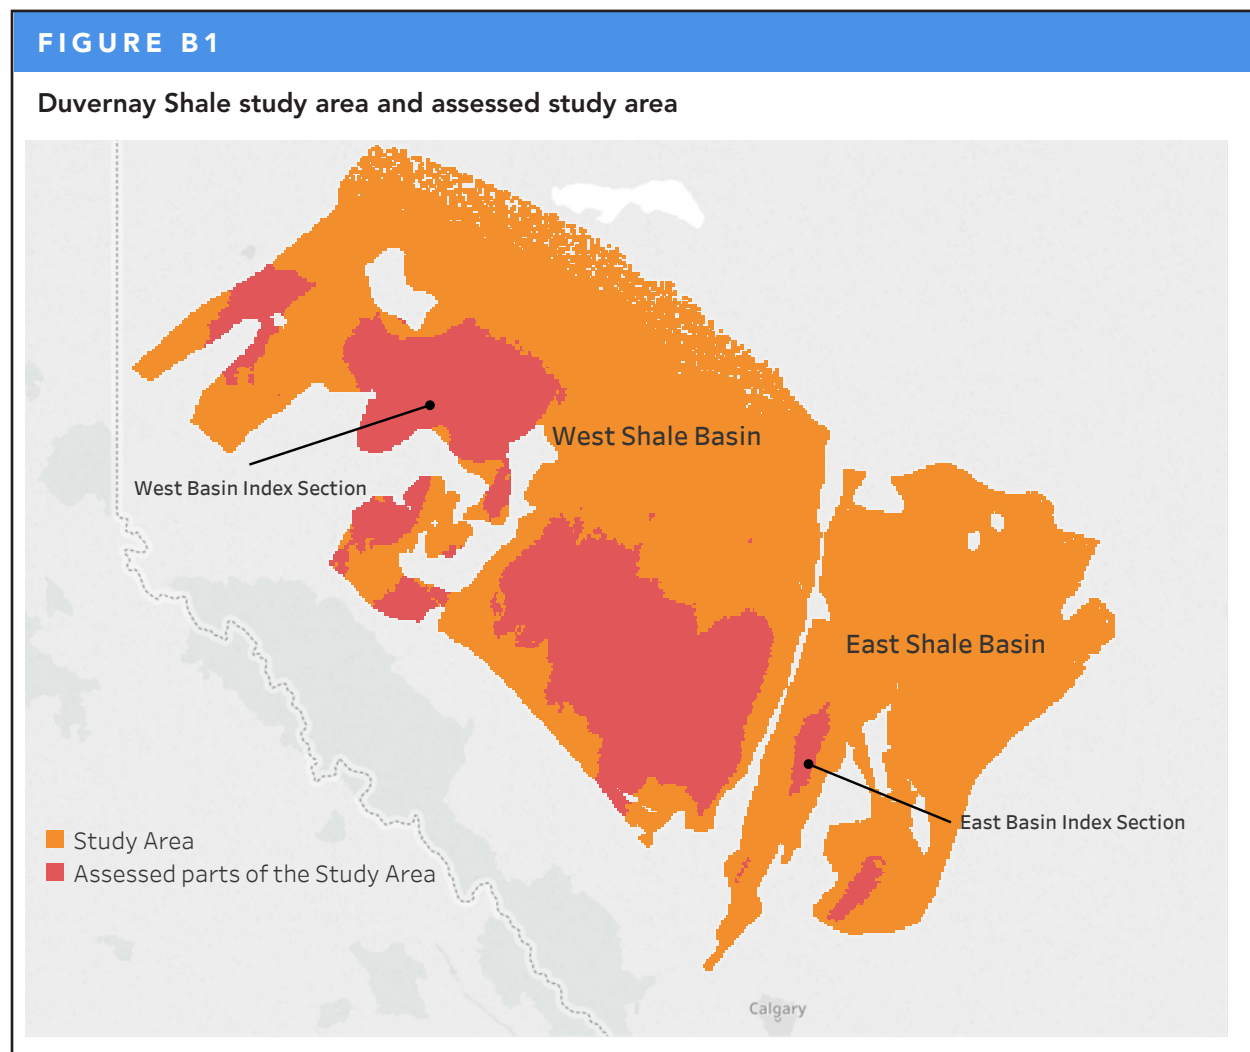 FIGURE B1
Duvernay Shale study area and assessed study area
West Shale Basin
West Basin Index Section
East Shale Basin
East Basin Index Section
Study Area
Assessed parts of the Study Area
Calgary